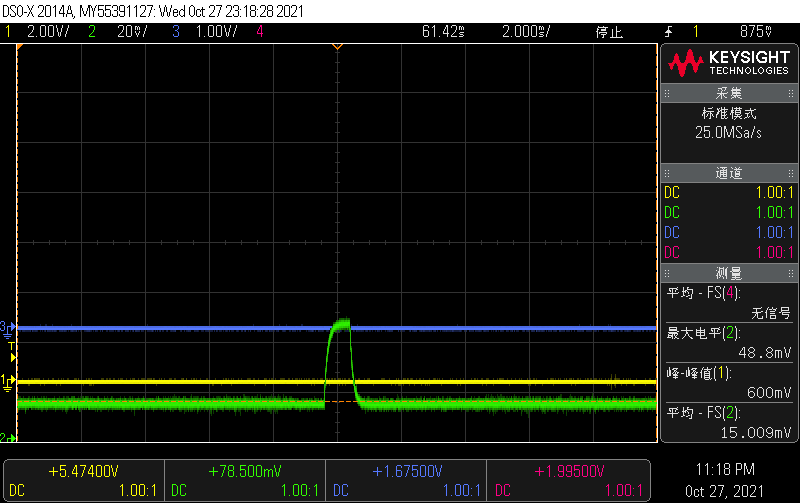 DSO-X 2014A, MY55391127: Wed Oct 27 23:18:28 2021
1 2.00V/ 2 20mV/ 3 1.00V/ 4 61.42ms 2.000ms/ 停止 1 875mV
KEYSIGHT
TECHNOLOGIES
采集
标准模式
25.0MSa/s
通道
DC 1.00:1
DC 1.00:1
DC 1.00:1
DC 1.00:1
测量
平均 - FS(4):
无信号
最大电平(2):
48.8mV
峰-峰值(1):
600mV
平均 - FS(2):
15.009mV
3
T
1
2
+5.47400V +78.500mV +1.67500V +1.99500V
DC 1.00:1 DC 1.00:1 DC 1.00:1 DC 1.00:1
11:18 PM
Oct 27, 2021